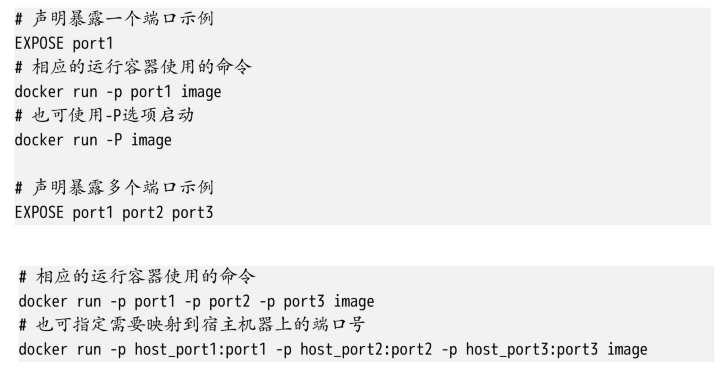 # 声明暴露一个端口示例
EXPOSE port1
# 相应的运行容器使用的命令
docker run -p port1 image
# 也可使用-P选项启动
docker run -P image
# 声明暴露多个端口示例
EXPOSE port1 port2 port3
# 相应的运行容器使用的命令
docker run -p port1 -p port2 -p port3 image
# 也可指定需要映射到宿主机器上的端口号
docker run -p host_port1:port1 -p host_port2:port2 -p host_port3:port3 image